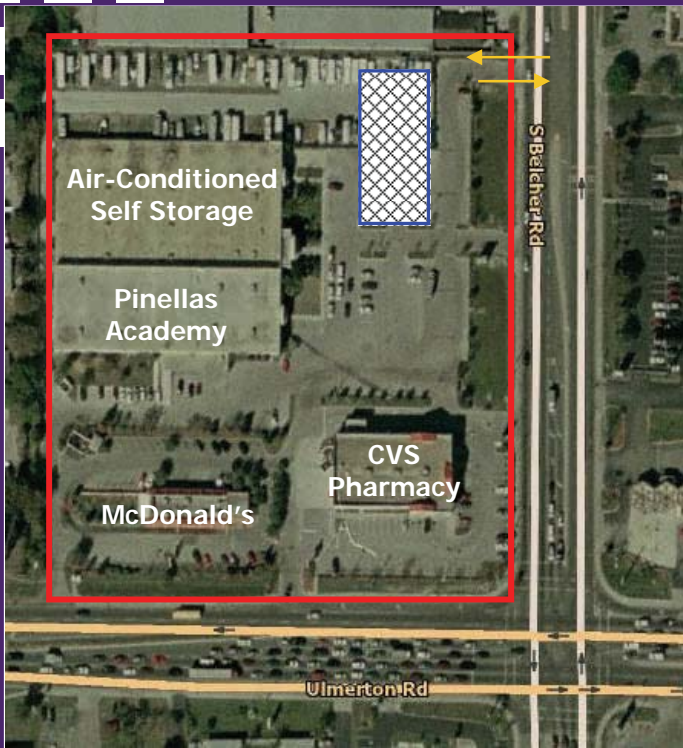 S Belcher Rd
Air-Conditioned
Self Storage
Pinellas
Academy
CVS
Pharmacy
McDonald's
Ulmerton Rd